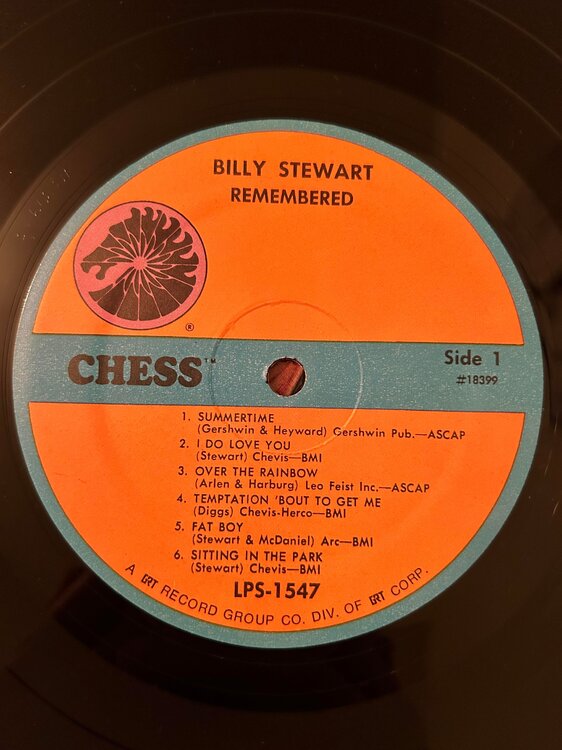 BILLY STEWART
REMEMBERED
®
CHESS™
Side 1
#18399
1. SUMMERTIME
(Gershwin & Heyward) Gershwin Pub.—ASCAP
2. I DO LOVE YOU
(Stewart) Chevis—BMI
3. OVER THE RAINBOW
(Arlen & Harburg) Leo Feist Inc.—ASCAP
4. TEMPTATION 'BOUT TO GET ME
(Diggs) Chevis-Herco—BMI
5. FAT BOY
(Stewart & McDaniel) Arc—BMI
6. SITTING IN THE PARK
(Stewart) Chevis—BMI
LPS-1547
A GRT RECORD GROUP CO. DIV. OF GRT CORP.